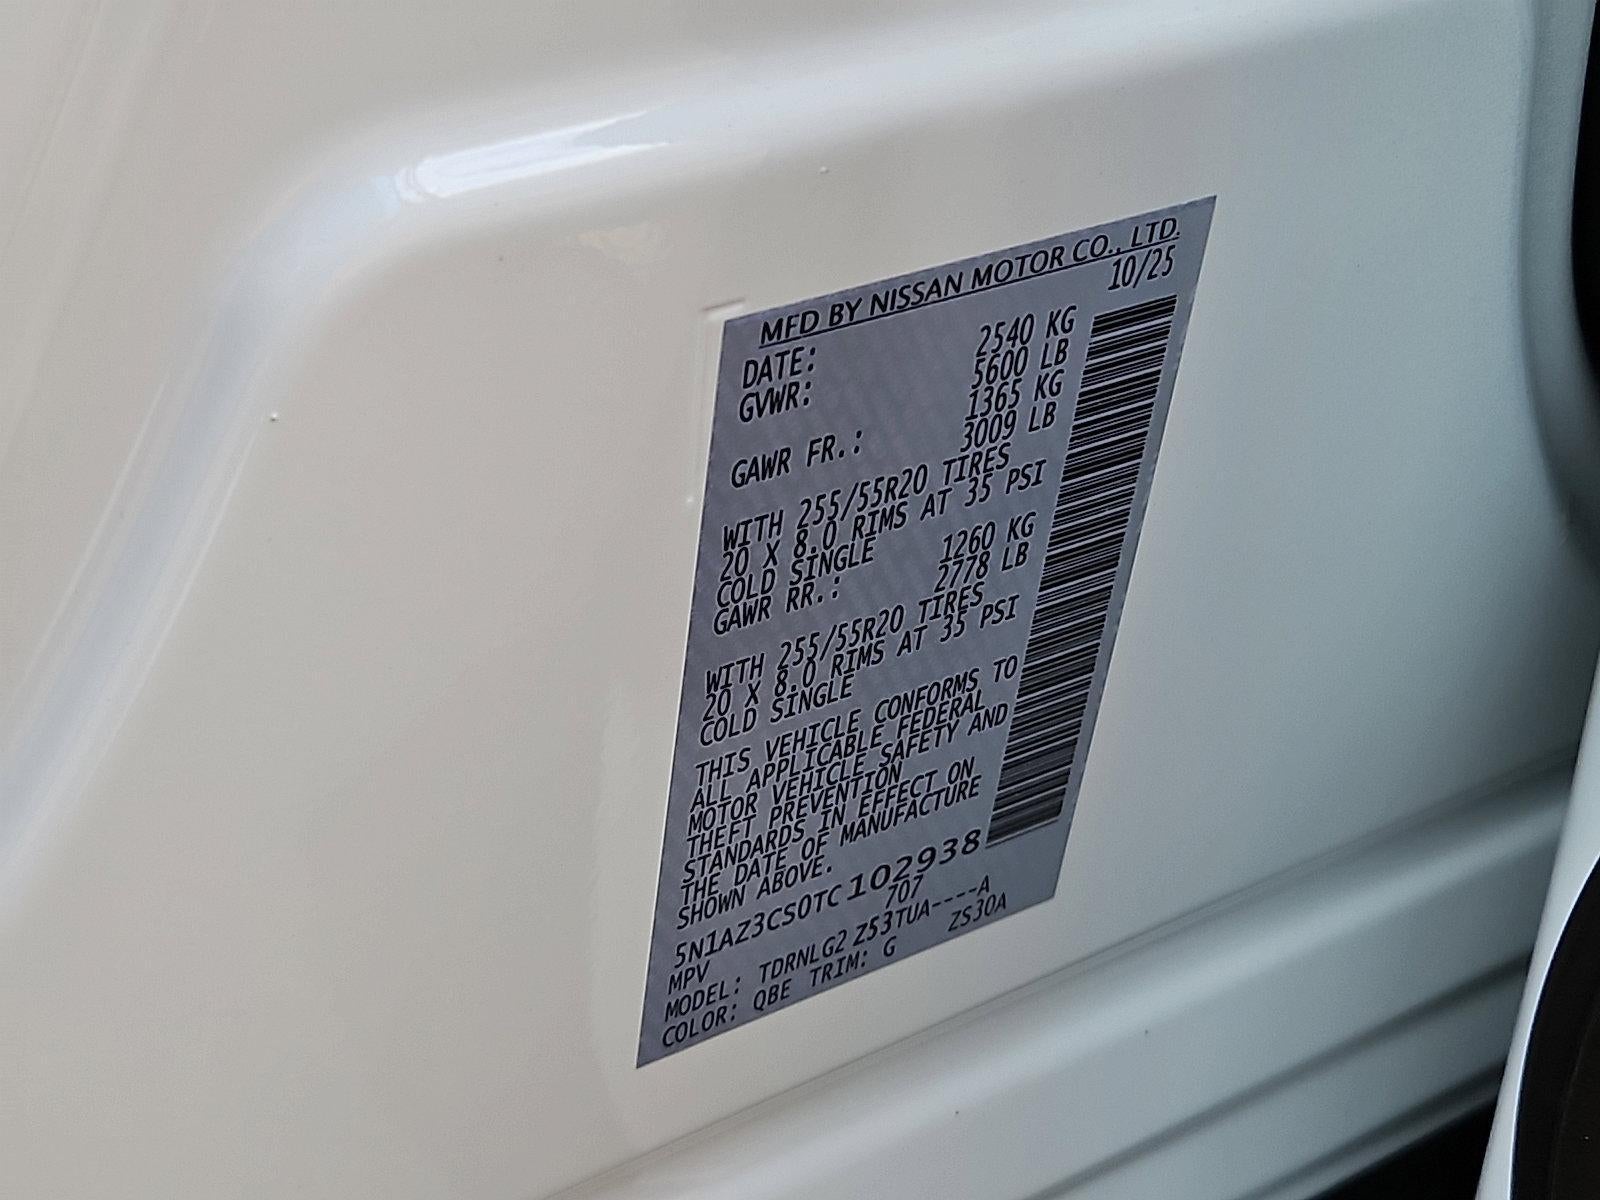 MFD BY NISSAN MOTOR CO., LTD.
DATE: 10/25
GVWR: 2540 KG
5600 LB
GAWR FR.: 1365 KG
3009 LB
WITH 255/55R20 TIRES
20 X 8.0 RIMS AT 35 PSI
COLD SINGLE
GAWR RR.: 1260 KG
2778 LB
WITH 255/55R20 TIRES
20 X 8.0 RIMS AT 35 PSI
COLD SINGLE
THIS VEHICLE CONFORMS TO
ALL APPLICABLE FEDERAL
MOTOR VEHICLE SAFETY AND
THEFT PREVENTION
STANDARDS IN EFFECT ON
THE DATE OF MANUFACTURE
SHOWN ABOVE.
5N1AZ3CS0TC102938
MPV 707
MODEL: TDRNLG2 Z53TUA----A
COLOR: QBE TRIM: G ZS30A